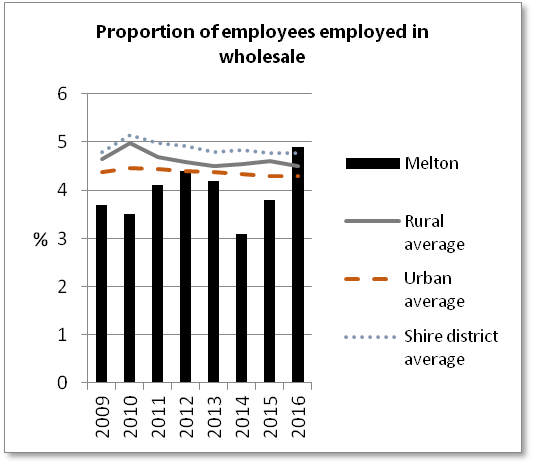 Proportion of employees employed in
wholesale
6
5
4
3
2
1
0
%
2009
2010
2011
2012
2013
2014
2015
2016
Melton
Rural
average
Urban
average
Shire district
average